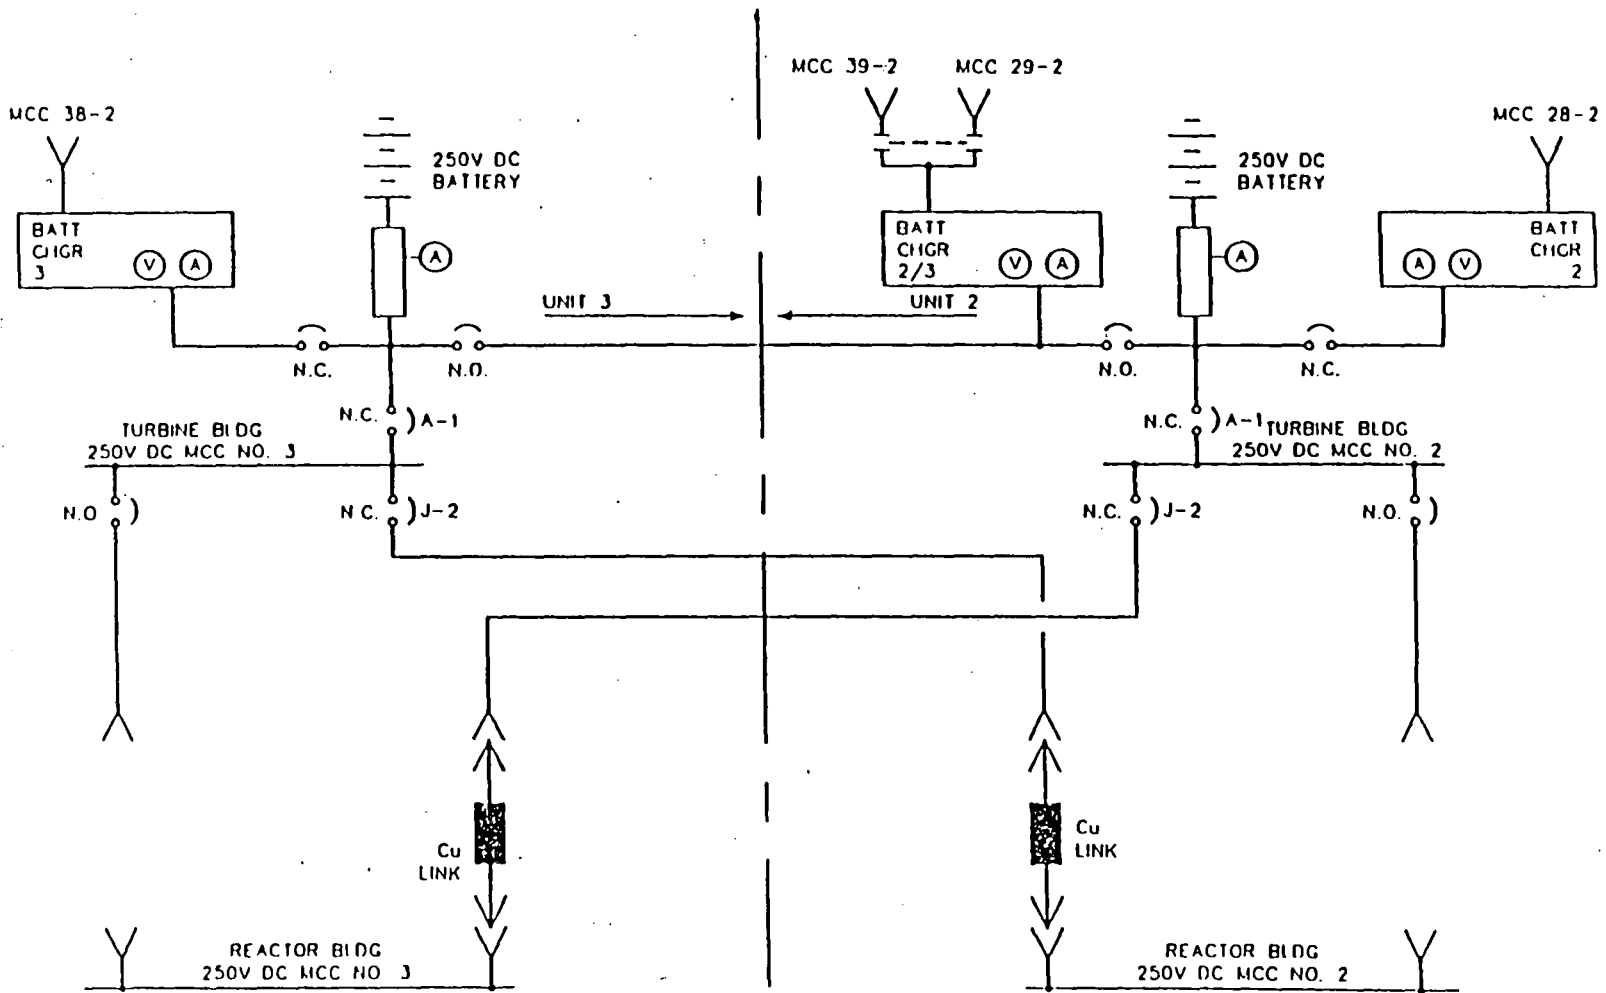 MCC 39-2
MCC 29-2
MCC 38-2
MCC 28-2
250V DC
BATTERY
250V DC
BATTERY
BATT
CHGR
3
V
A
A
BATT
CHGR
2/3
V
A
A
BATT
CHGR
2
A
V
UNIT 3
UNIT 2
N.C.
N.O.
N.O.
N.C.
N.C.
A-1
N.C.
A-1
TURBINE BLDG
250V DC MCC NO. 3
TURBINE BLDG
250V DC MCC NO. 2
N.O
N.C.
J-2
N.C.
J-2
N.O.
Cu
LINK
Cu
LINK
REACTOR BLDG
250V DC MCC NO 3
REACTOR BLDG
250V DC MCC NO. 2